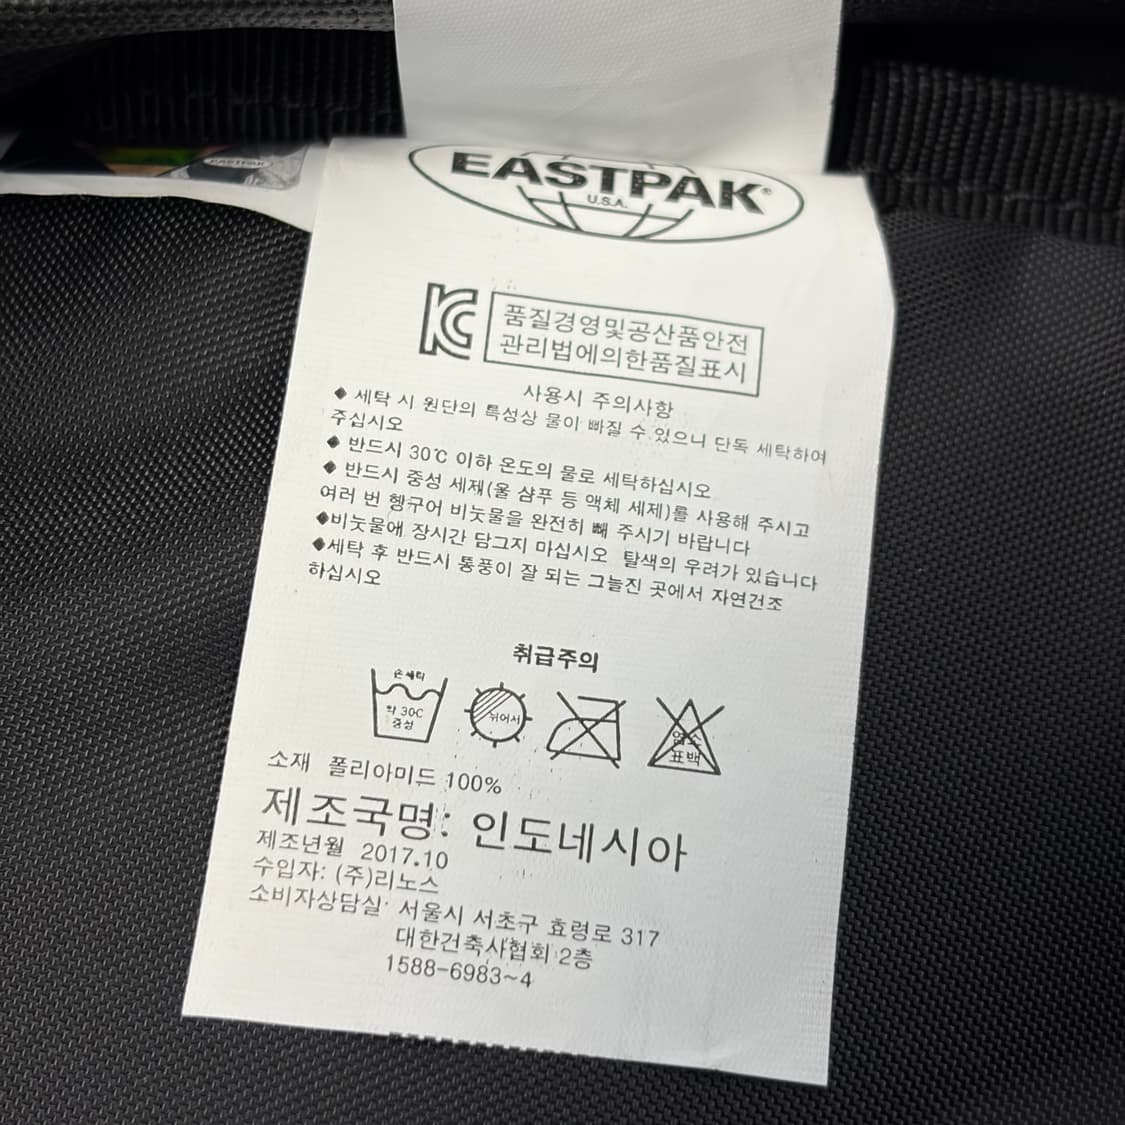 EASTPAK
EASTPAK®
U.S.A.
품질경영및공산품안전
관리법에의한품질표시
사용시 주의사항
◆ 세탁 시 원단의 특성상 물이 빠질 수 있으니 단독 세탁하여
주십시오
◆ 반드시 30℃ 이하 온도의 물로 세탁하십시오
◆ 반드시 중성 세재(울 샴푸 등 액체 세제)를 사용해 주시고
여러 번 헹구어 비눗물을 완전히 빼 주시기 바랍니다
◆비눗물에 장시간 담그지 마십시오 탈색의 우려가 있습니다
◆세탁 후 반드시 통풍이 잘 되는 그늘진 곳에서 자연건조
하십시오
취급주의
손세탁
약 30℃
중성
뉘어서
염소
표백
소재 폴리아미드 100%
제조국명: 인도네시아
제조년월 2017.10
수입자: (주)리노스
소비자상담실: 서울시 서초구 효령로 317
대한건축사협회 2층
1588-6983~4